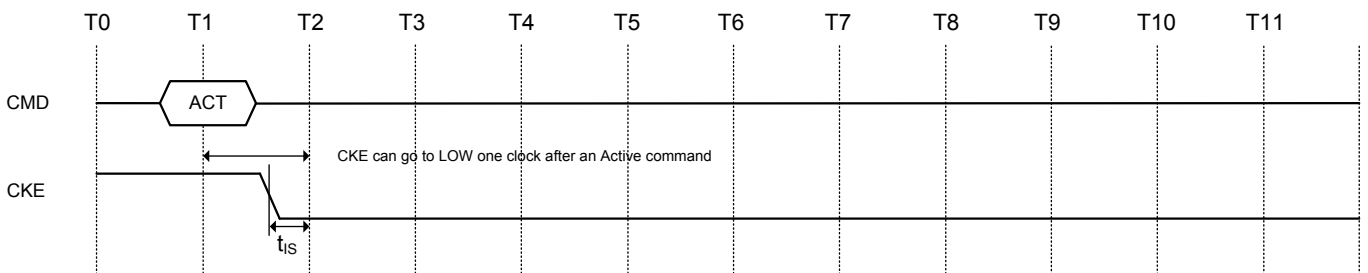 T0 T1 T2 T3 T4 T5 T6 T7 T8 T9 T10 T11
CMD ACT
CKE can go to LOW one clock after an Active command
CKE
tIS